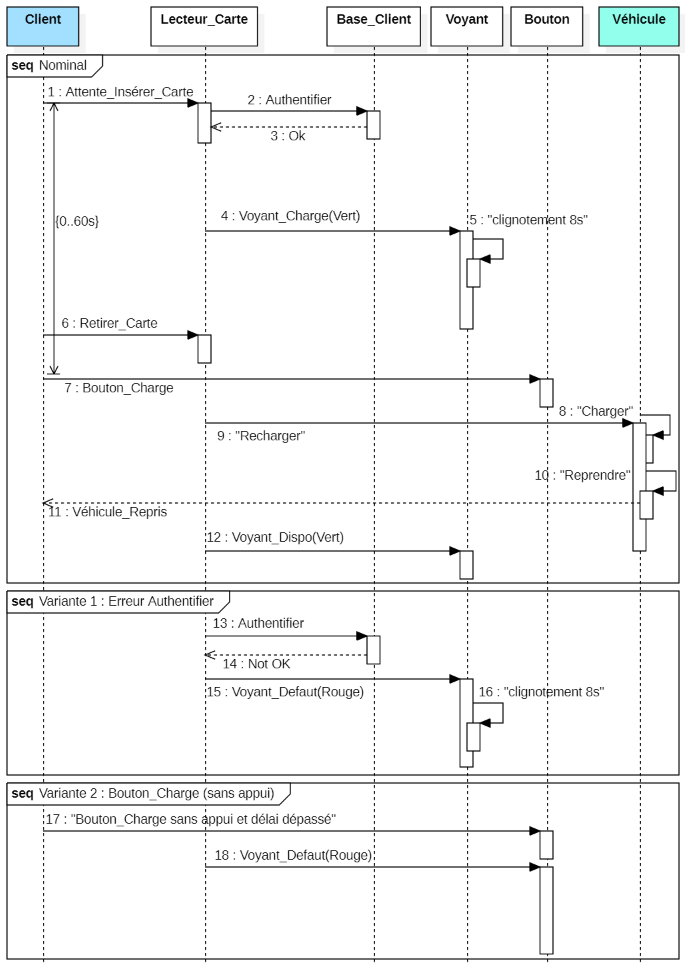 Client
Lecteur_Carte
Base_Client
Voyant
Bouton
Véhicule
seq Nominal
1 : Attente_Insérer_Carte
2 : Authentifier
3 : Ok
{0..60s}
4 : Voyant_Charge(Vert)
5 : "clignotement 8s"
6 : Retirer_Carte
7 : Bouton_Charge
8 : "Charger"
9 : "Recharger"
10 : "Reprendre"
11 : Véhicule_Repris
12 : Voyant_Dispo(Vert)
seq Variante 1 : Erreur Authentifier
13 : Authentifier
14 : Not OK
15 : Voyant_Defaut(Rouge)
16 : "clignotement 8s"
seq Variante 2 : Bouton_Charge (sans appui)
17 : "Bouton_Charge sans appui et délai dépassé"
18 : Voyant_Defaut(Rouge)